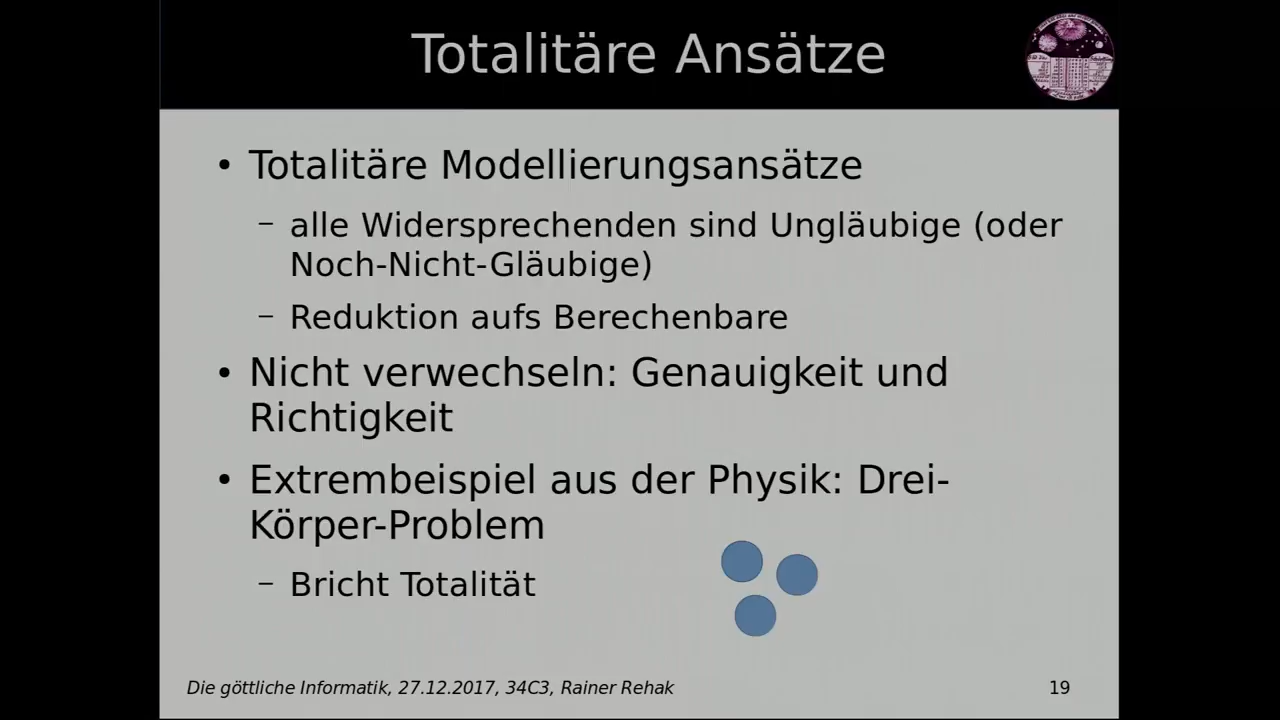 Totalitäre Ansätze
• Totalitäre Modellierungsansätze
– alle Widersprechenden sind Ungläubige (oder
Noch-Nicht-Gläubige)
– Reduktion aufs Berechenbare
• Nicht verwechseln: Genauigkeit und
Richtigkeit
• Extrembeispiel aus der Physik: Drei-
Körper-Problem
– Bricht Totalität
Die göttliche Informatik, 27.12.2017, 34C3, Rainer Rehak
19